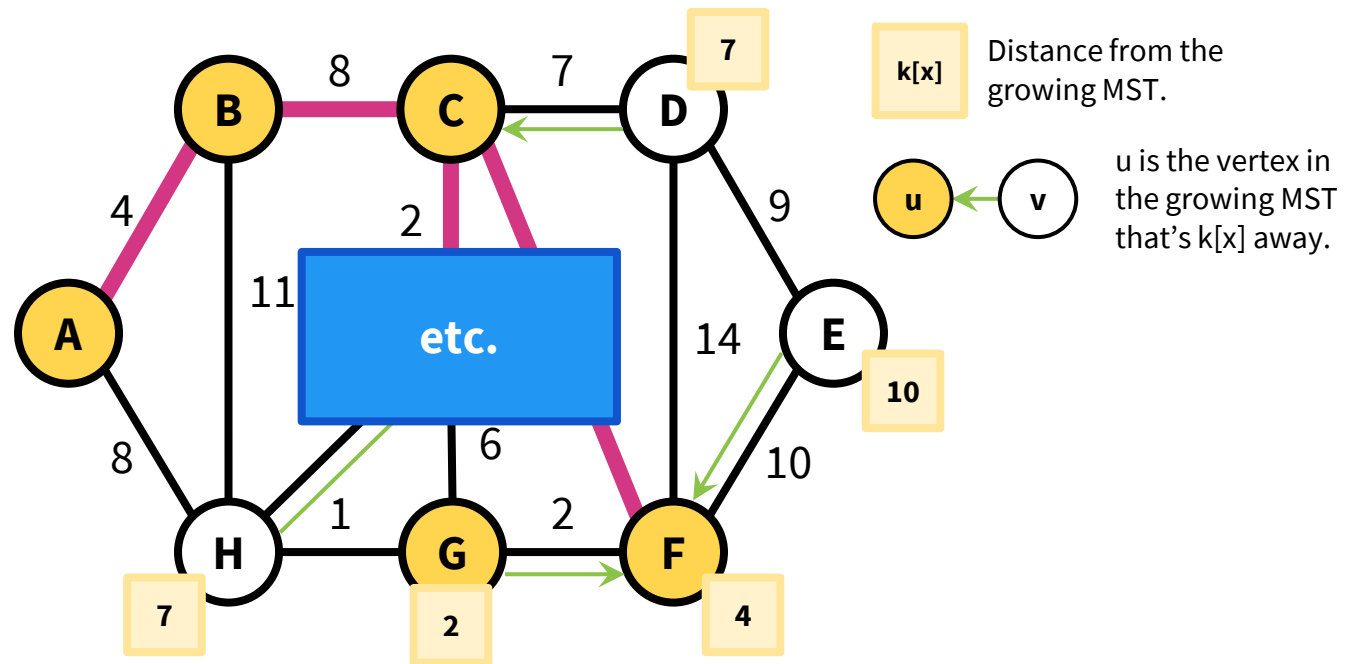 7
k[x]
Distance from the
growing MST.
8
7
B
C
D
u
v
u is the vertex in
the growing MST
that's k[x] away.
4
2
9
11
A
etc.
14
E
10
8
6
10
1
2
H
G
F
7
2
4